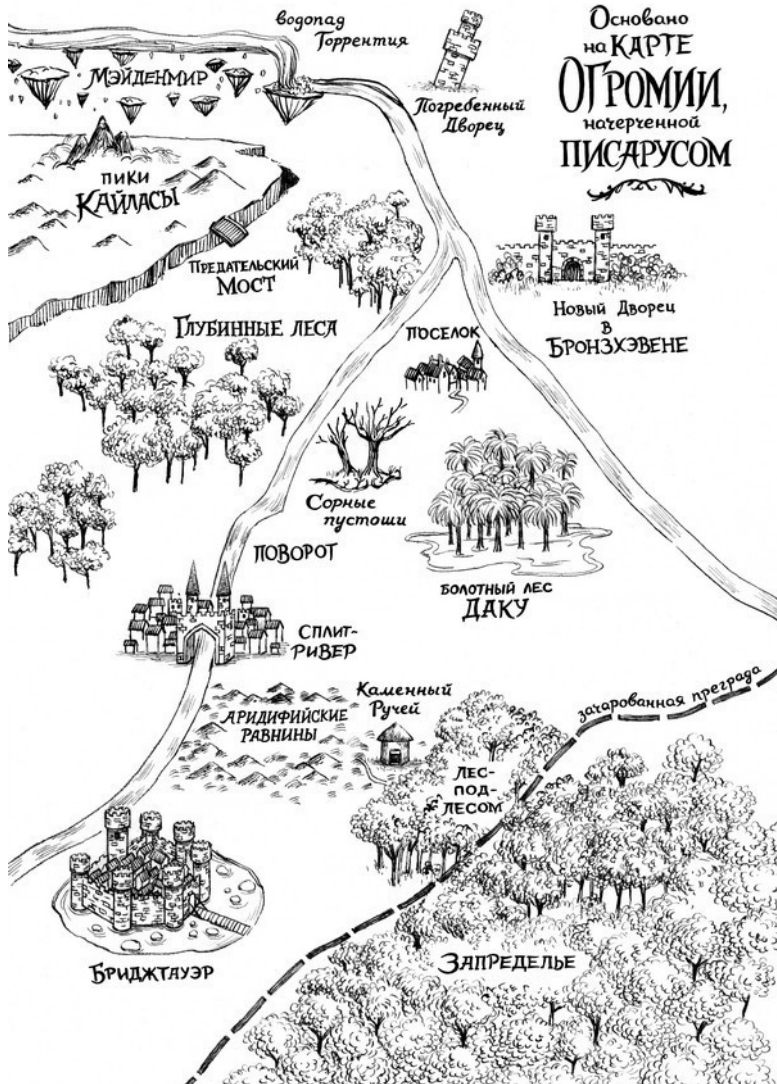 водопад
Торрентия
Мэйденмир
Погребенный
Дворец
Основано
на КАРТЕ
ОГРОМИИ,
начерченной
ПИСАРУСОМ
ПИКИ
КАЙЛАСЫ
ПРЕДАТЕЛЬСКИЙ
МОСТ
Новый Дворец
в
БРОНЗХЭВЕНЕ
ГЛУБИННЫЕ ЛЕСА
ПОСЕЛОК
Сорные
пустоши
ПОВОРОТ
БОЛОТНЫЙ ЛЕС
ДАКУ
СПЛИТ-
РИВЕР
зачарованная преграда
Каменный
Ручей
АРИДИФИЙСКИЕ
РАВНИНЫ
ЛЕС-
ПОД-
ЛЕСОМ
БРИДЖТАУЭР
ЗАПРЕДЕЛЬЕ